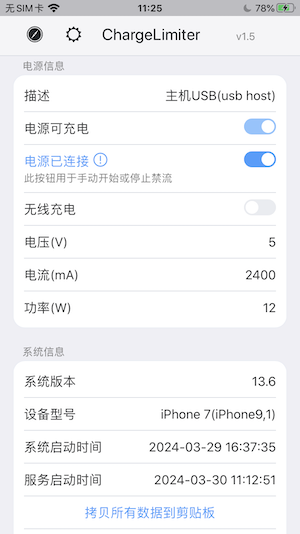 无SIM卡 11:25 78%
ChargeLimiter v1.5
电源信息
描述 主机USB(usb host)
电源可充电
电源已连接
此按钮用于手动开始或停止禁流
无线充电
电压(V) 5
电流(mA) 2400
功率(W) 12
系统信息
系统版本 13.6
设备型号 iPhone 7(iPhone9,1)
系统启动时间 2024-03-29 16:37:35
服务启动时间 2024-03-30 11:12:51
拷贝所有数据到剪贴板